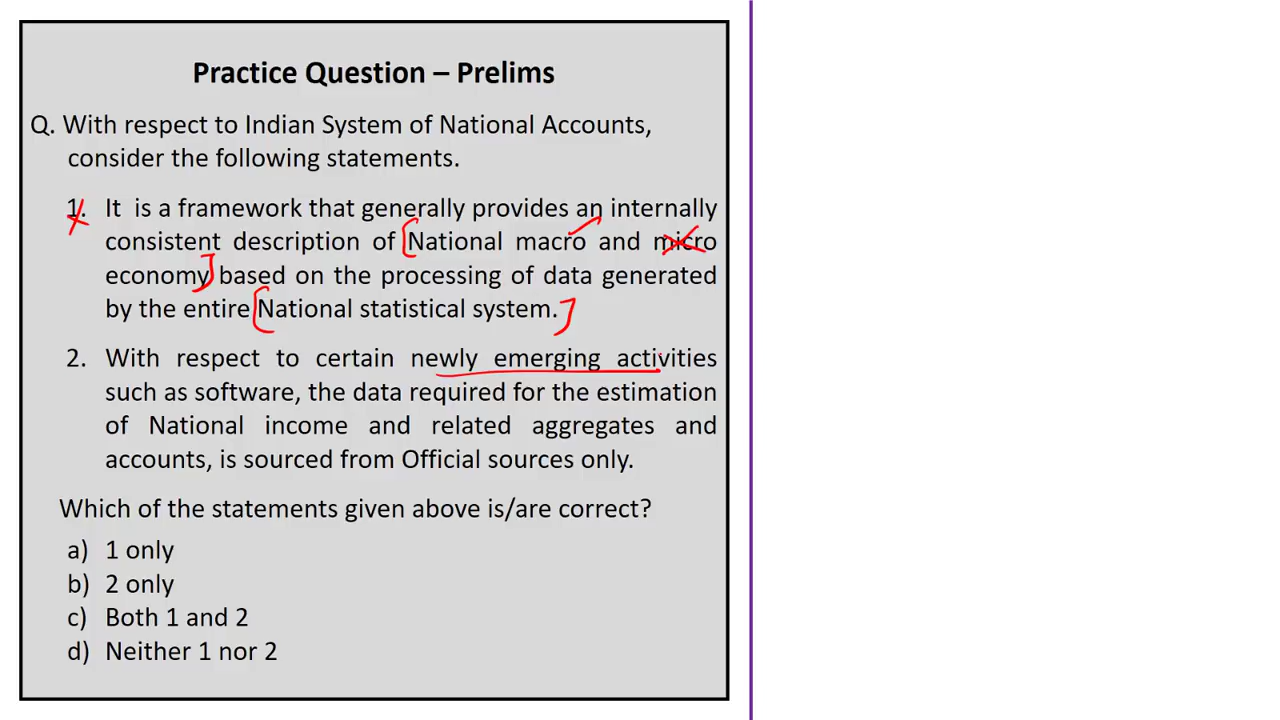 Practice Question – Prelims
Q. With respect to Indian System of National Accounts,
consider the following statements.
1. It is a framework that generally provides an internally
consistent description of National macro and micro
economy based on the processing of data generated
by the entire National statistical system.
2. With respect to certain newly emerging activities
such as software, the data required for the estimation
of National income and related aggregates and
accounts, is sourced from Official sources only.
Which of the statements given above is/are correct?
a) 1 only
b) 2 only
c) Both 1 and 2
d) Neither 1 nor 2